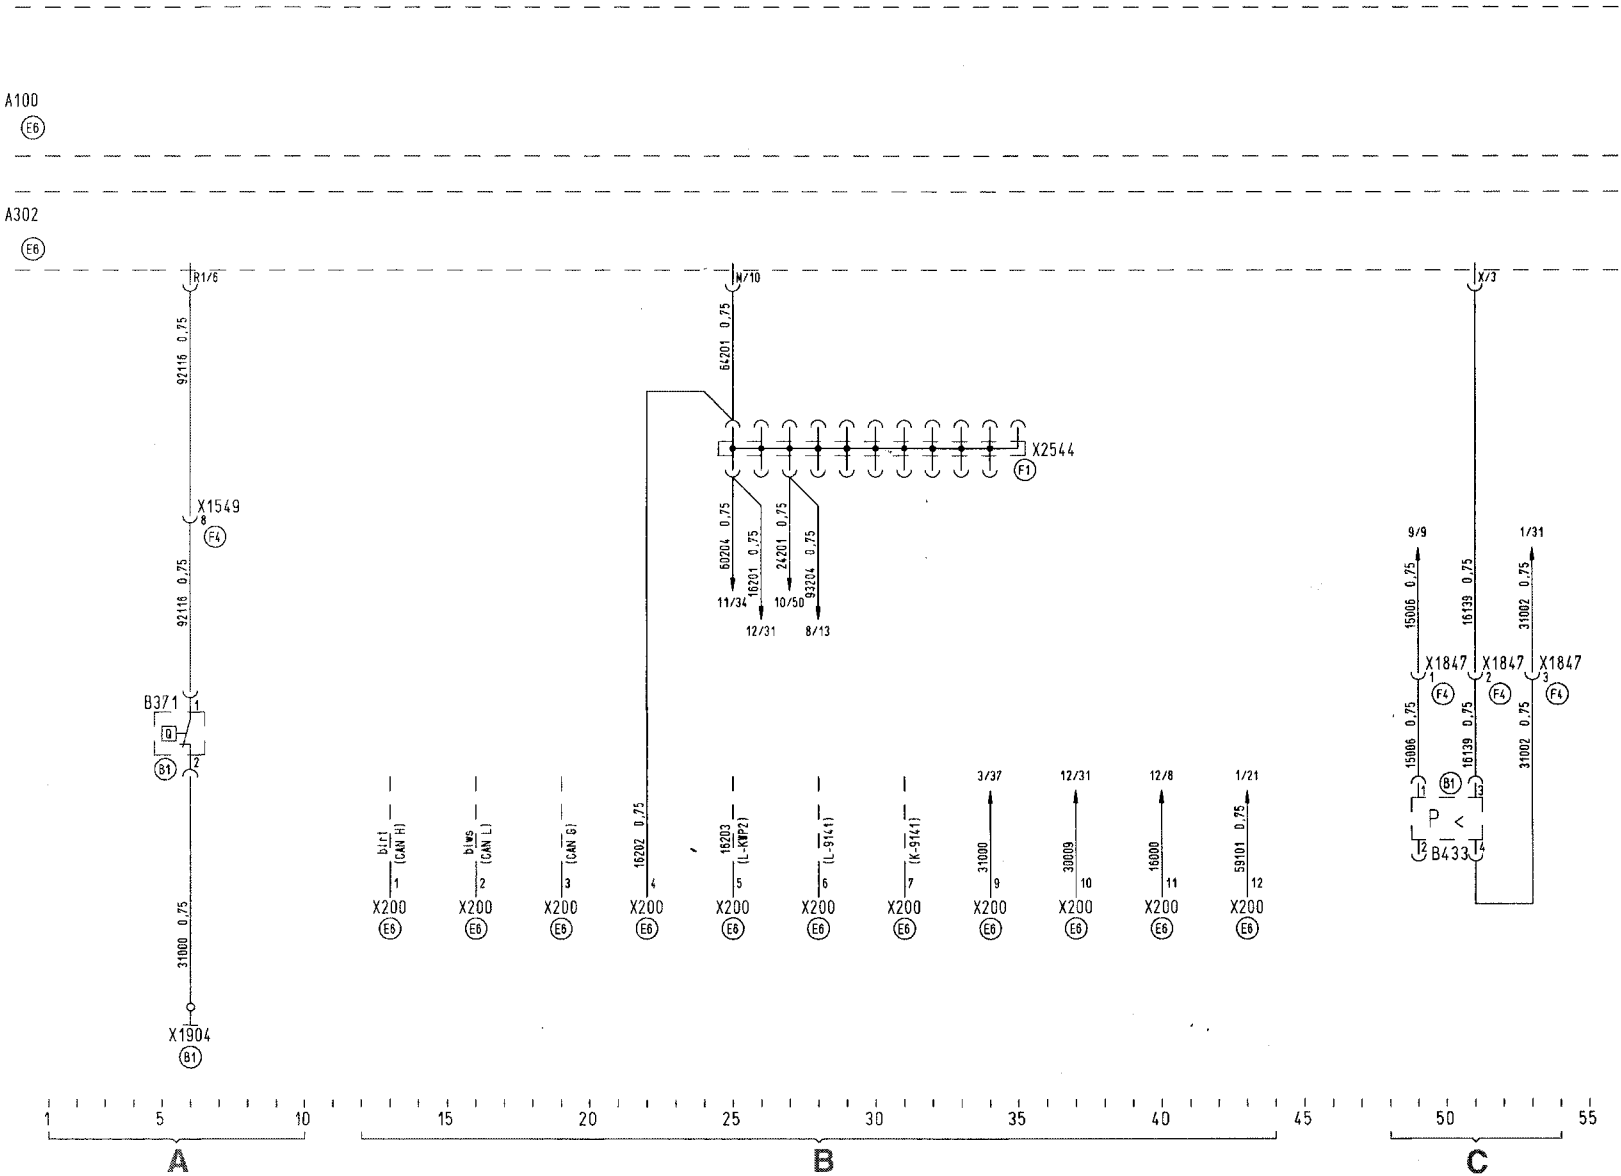 A100
E6
A302
E6
R1/6
N/10
X/3
92116 0,75
64201 0,75
X2544
F1
X1549
8
F4
60204 0,75
16201 0,75
24201 0,75
93204 0,75
11/34
10/50
12/31
8/13
9/9
1/31
92116 0,75
15006 0,75
16139 0,75
31002 0,75
X1847
1
F4
X1847
2
F4
X1847
3
F4
B371
1
Q
B1
2
15006 0,75
16139 0,75
31002 0,75
B1
1
3
P <
2
4
B433
3/37
12/31
12/8
1/21
blrt
(CAN H)
blws
(CAN L)
(CAN G)
16202 0,75
16203
(L-KWP2)
(L-9141)
(K-9141)
31000
30009
16000
59101 0,75
1
2
3
4
5
6
7
9
10
11
12
X200
X200
X200
X200
X200
X200
X200
X200
X200
X200
X200
E6
E6
E6
E6
E6
E6
E6
E6
E6
E6
E6
31000 0,75
X1904
B1
1
5
10
15
20
25
30
35
40
45
50
55
A
B
C